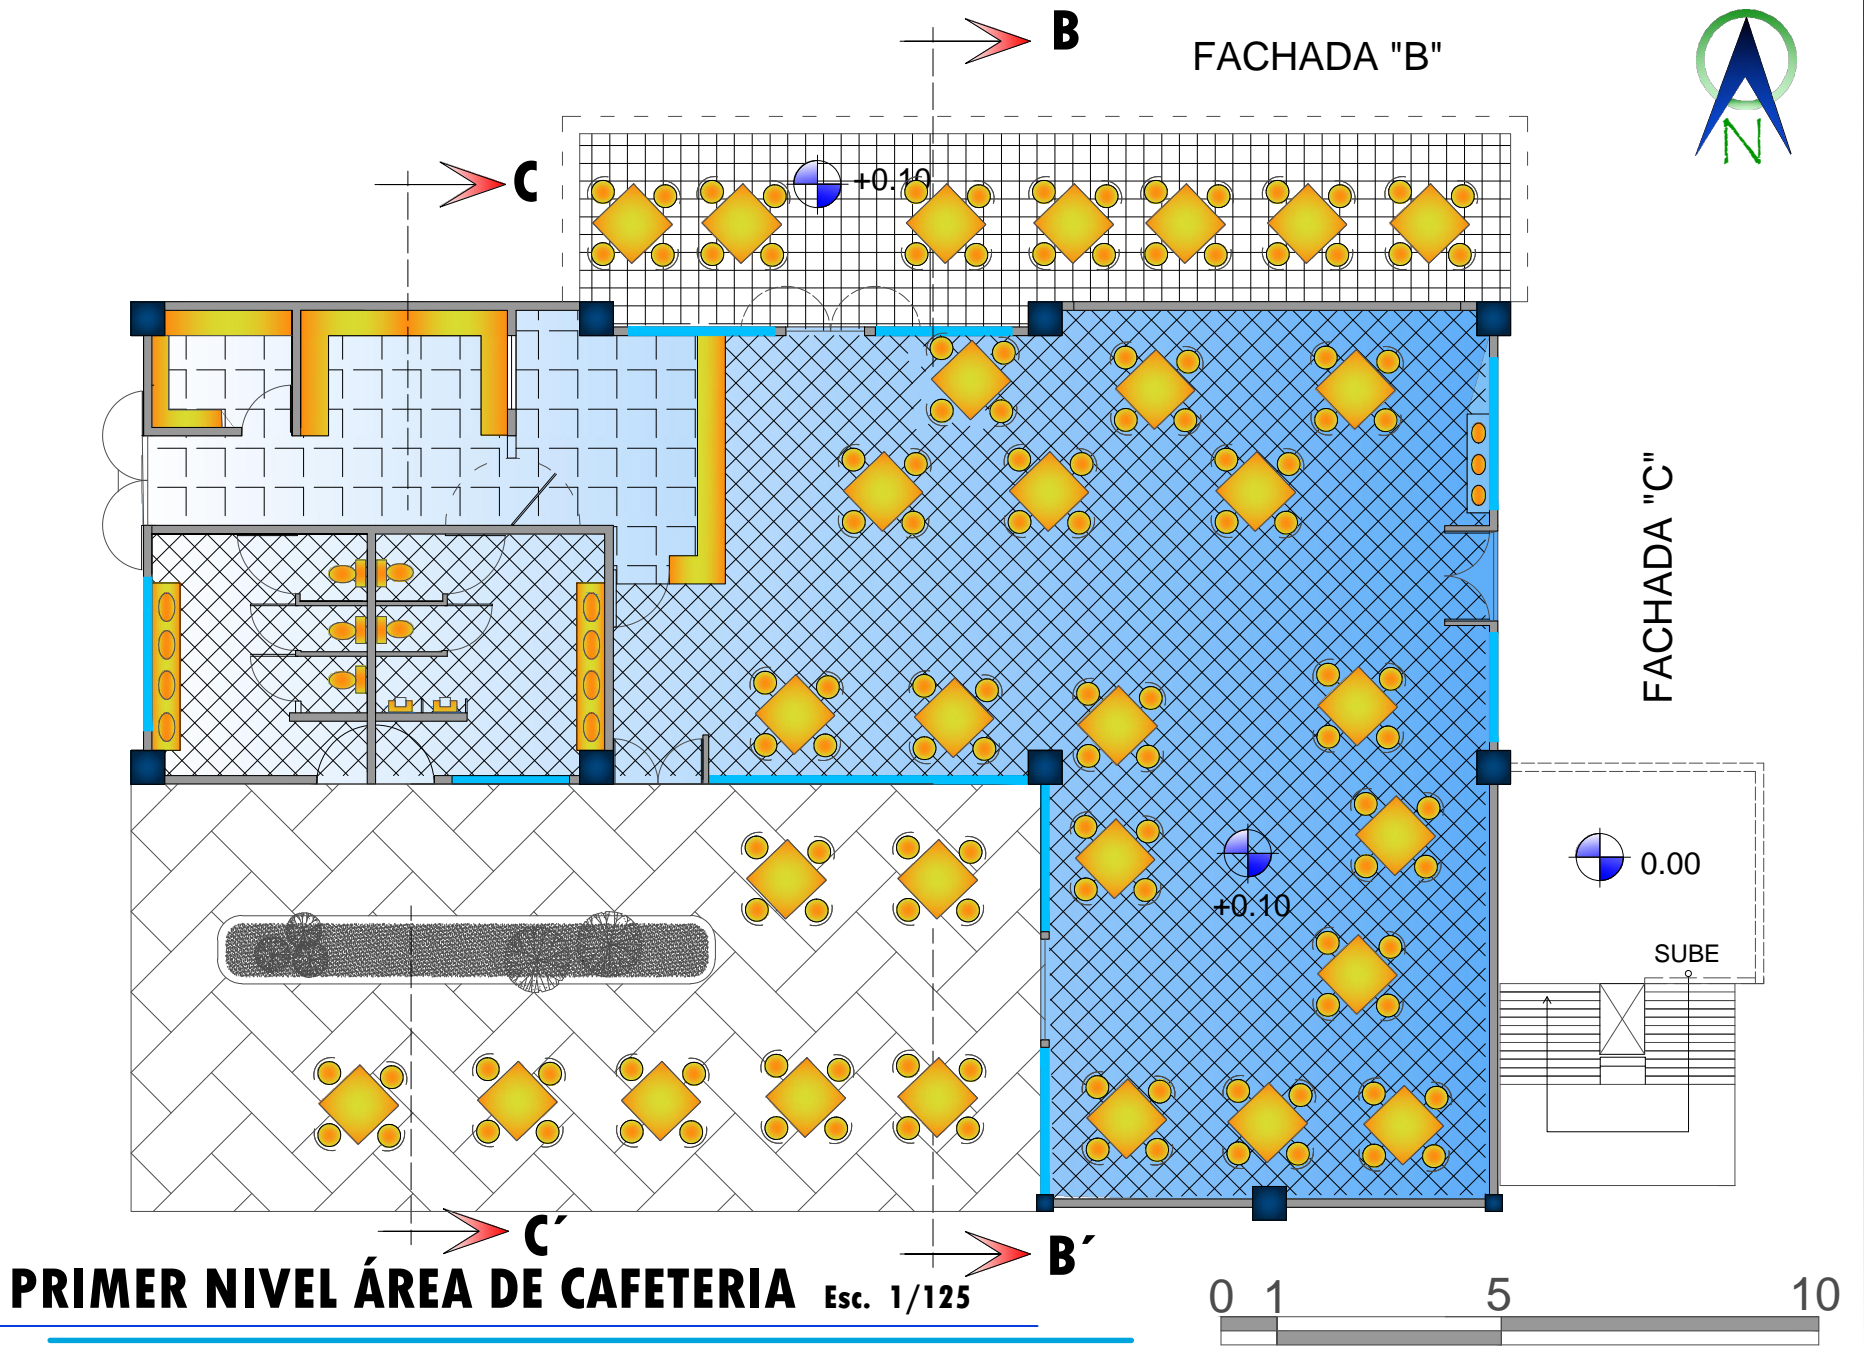 B
FACHADA "B"
N
C
+0.10
FACHADA "C"
0.00
+0.10
SUBE
C´
B´
PRIMER NIVEL ÁREA DE CAFETERIA Esc. 1/125
0 1 5 10